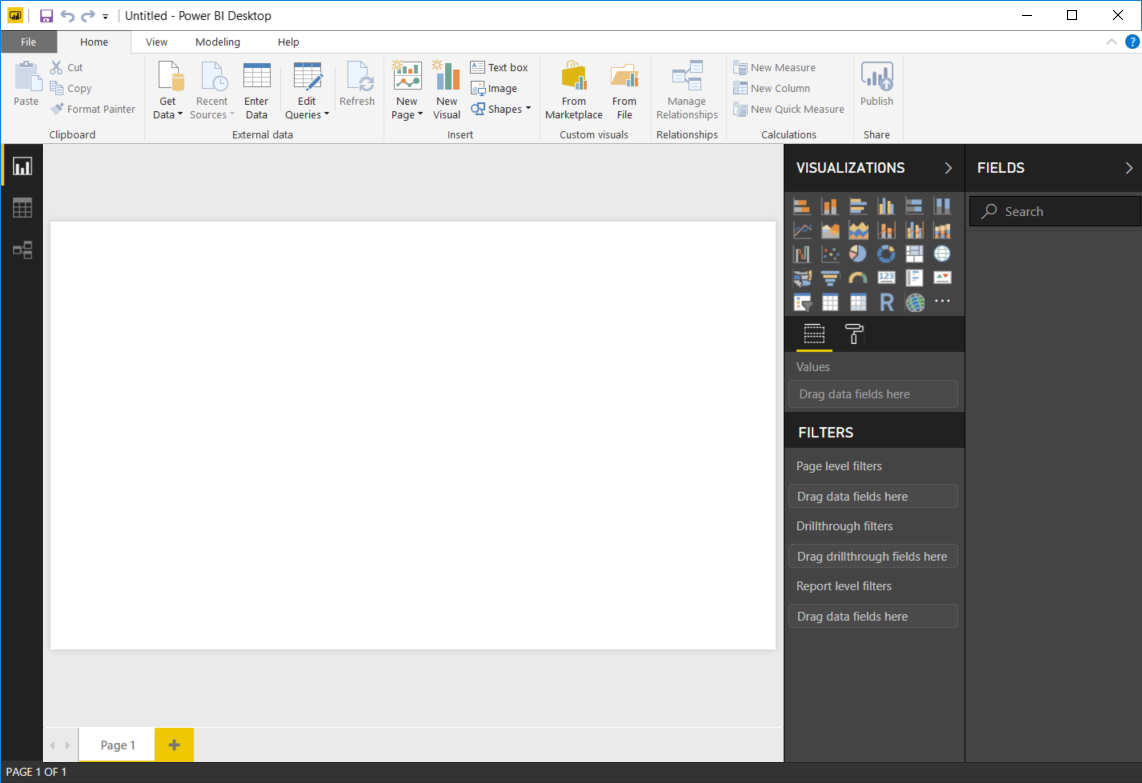 Untitled - Power BI Desktop
File Home View Modeling Help
?
Paste
Cut
Copy
Format Painter
Clipboard
Get Data
Recent Sources
Enter Data
Edit Queries
Refresh
External data
New Page
New Visual
Text box
Image
Shapes
Insert
From Marketplace
From File
Custom visuals
Manage Relationships
Relationships
New Measure
New Column
New Quick Measure
Calculations
Publish
Share
VISUALIZATIONS
123
R
...
Values
Drag data fields here
FILTERS
Page level filters
Drag data fields here
Drillthrough filters
Drag drillthrough fields here
Report level filters
Drag data fields here
FIELDS
Search
Page 1
+
PAGE 1 OF 1